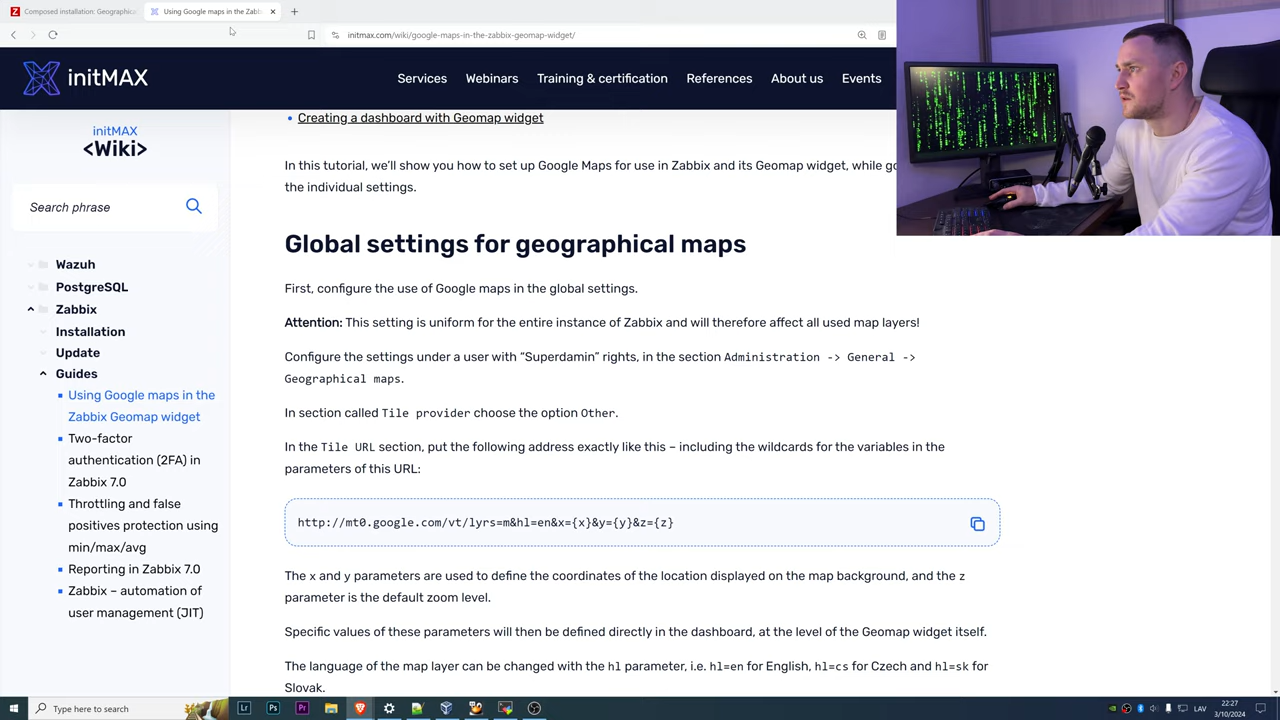 Composed installation: Geographical
Using Google maps in the Zabb
initmax.com/wiki/google-maps-in-the-zabbix-geomap-widget/
initMAX
Services
Webinars
Training & certification
References
About us
Events
initMAX
<Wiki>
Search phrase
Wazuh
PostgreSQL
Zabbix
Installation
Update
Guides
Using Google maps in the
Zabbix Geomap widget
Two-factor
authentication (2FA) in
Zabbix 7.0
Throttling and false
positives protection using
min/max/avg
Reporting in Zabbix 7.0
Zabbix – automation of
user management (JIT)
Creating a dashboard with Geomap widget
In this tutorial, we'll show you how to set up Google Maps for use in Zabbix and its Geomap widget, while go
the individual settings.
Global settings for geographical maps
First, configure the use of Google maps in the global settings.
Attention: This setting is uniform for the entire instance of Zabbix and will therefore affect all used map layers!
Configure the settings under a user with “Superdamin” rights, in the section Administration -> General ->
Geographical maps.
In section called Tile provider choose the option Other.
In the Tile URL section, put the following address exactly like this – including the wildcards for the variables in the
parameters of this URL:
http://mt0.google.com/vt/lyrs=m&hl=en&x={x}&y={y}&z={z}
The x and y parameters are used to define the coordinates of the location displayed on the map background, and the z
parameter is the default zoom level.
Specific values of these parameters will then be defined directly in the dashboard, at the level of the Geomap widget itself.
The language of the map layer can be changed with the hl parameter, i.e. hl=en for English, hl=cs for Czech and hl=sk for
Slovak.
Type here to search
LAV
22:27
3/10/2024